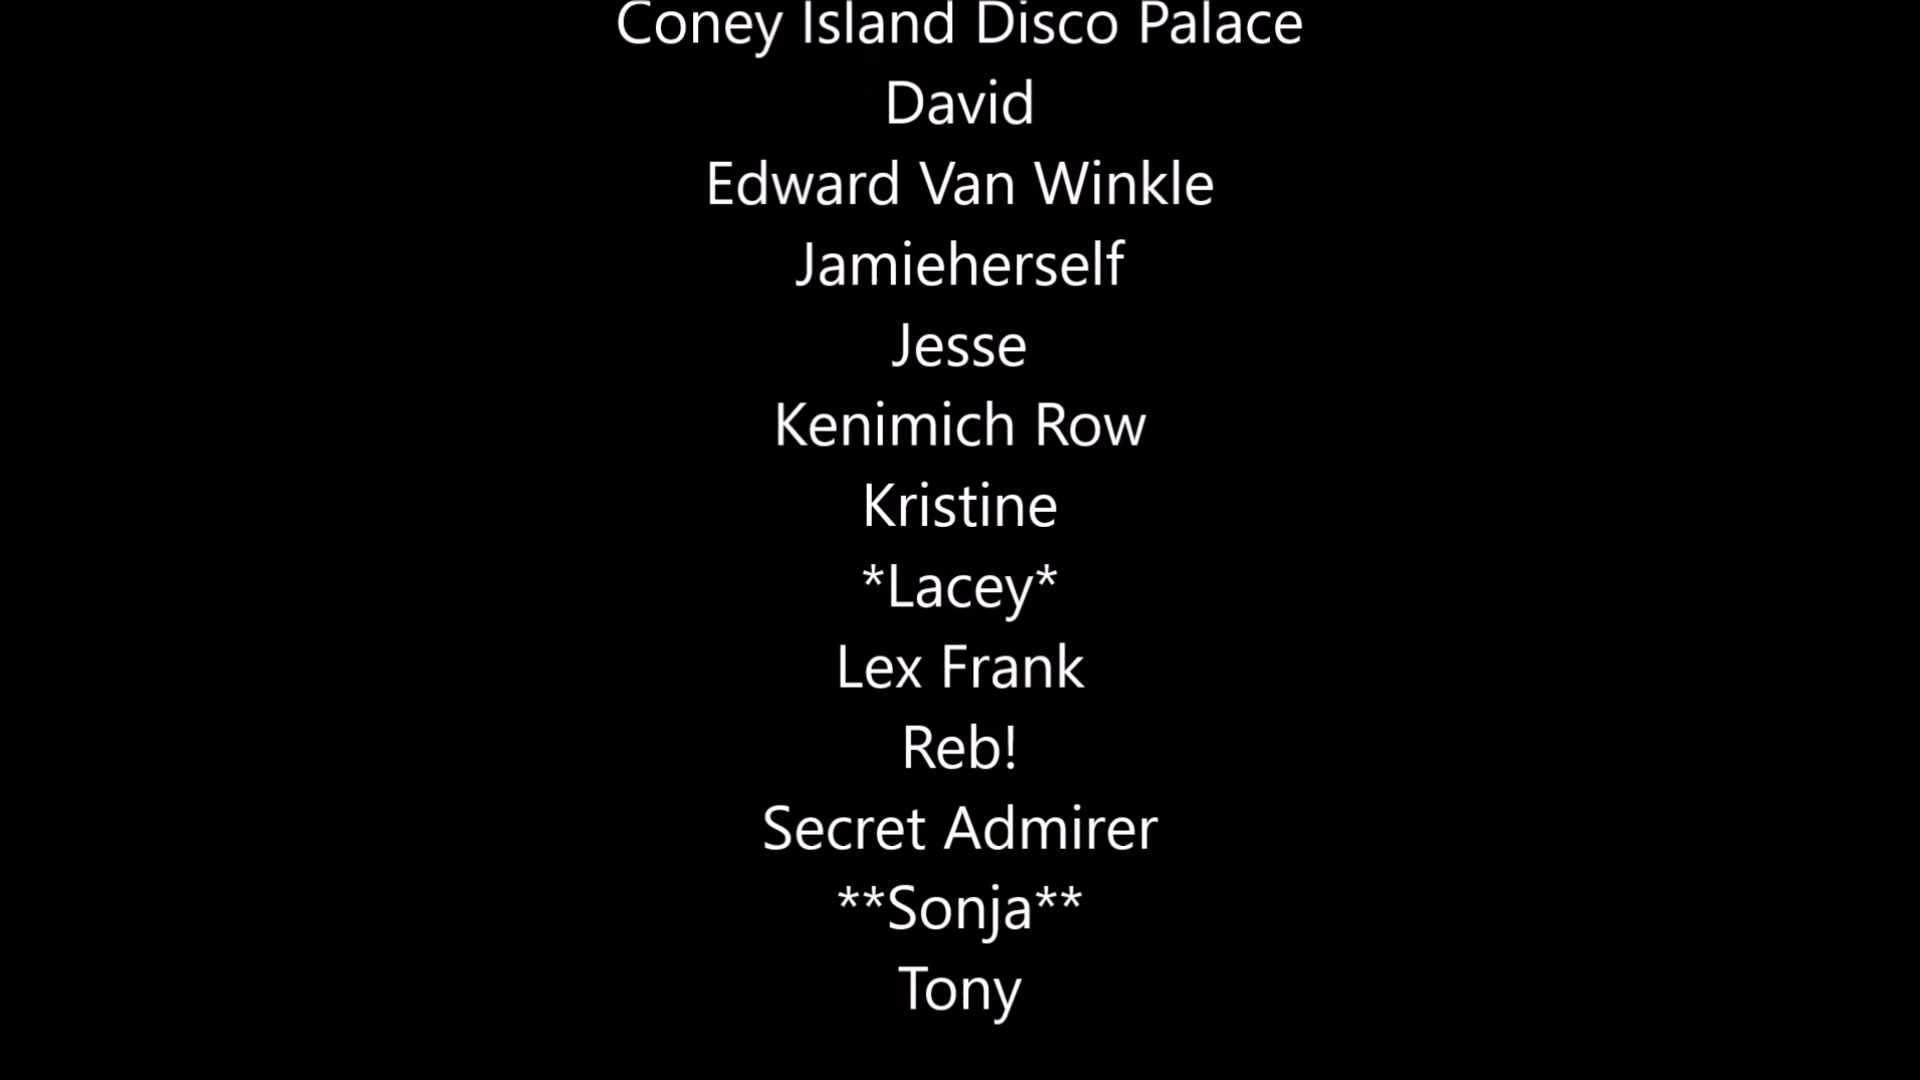 Coney Island Disco Palace
David
Edward Van Winkle
Jamieherself
Jesse
Kenimich Row
Kristine
*Lacey*
Lex Frank
Reb!
Secret Admirer
**Sonja**
Tony